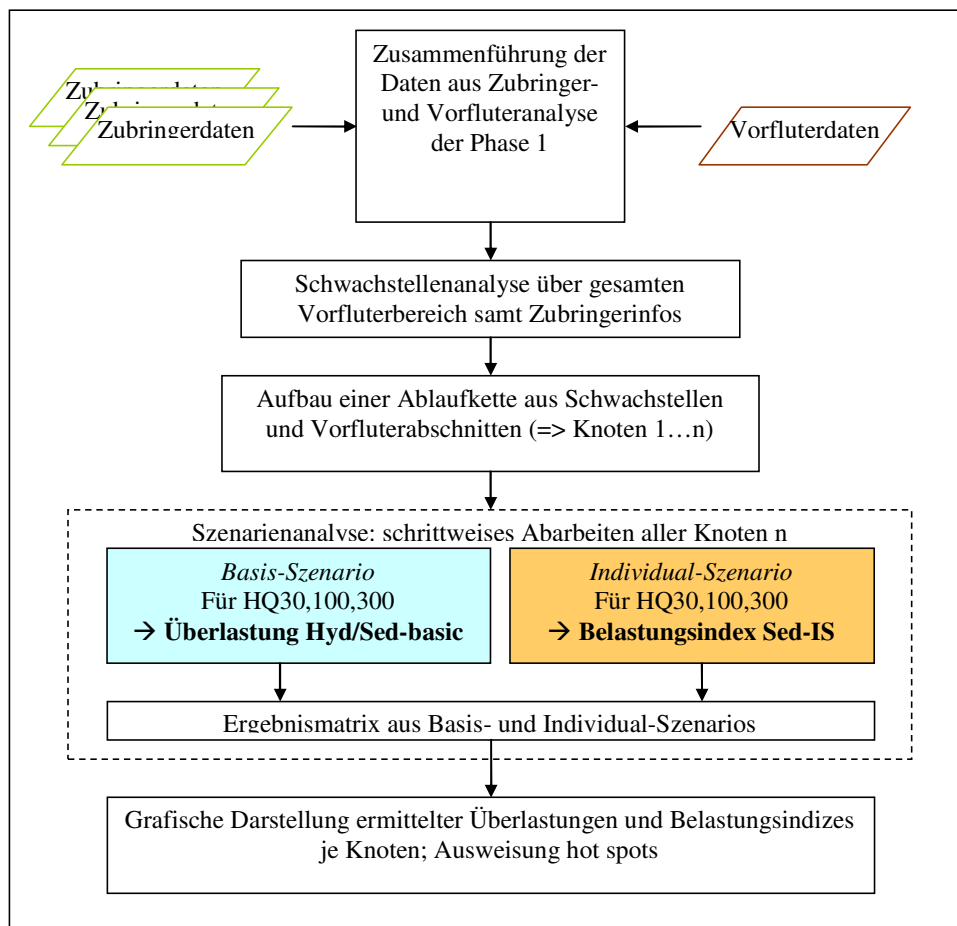 Zusammenführung der
Daten aus Zubringer-
und Vorfluteranalyse
der Phase 1
Zubringerdaten
Vorfluterdaten
Schwachstellenanalyse über gesamten
Vorfluterbereich samt Zubringerinfos
Aufbau einer Ablaufkette aus Schwachstellen
und Vorfluterabschnitten (=> Knoten 1…n)
Szenarienanalyse: schrittweises Abarbeiten aller Knoten n
Basis-Szenario
Für HQ30,100,300
→ Überlastung Hyd/Sed-basic
Individual-Szenario
Für HQ30,100,300
→ Belastungsindex Sed-IS
Ergebnismatrix aus Basis- und Individual-Szenarios
Grafische Darstellung ermittelter Überlastungen und Belastungsindizes
je Knoten; Ausweisung hot spots